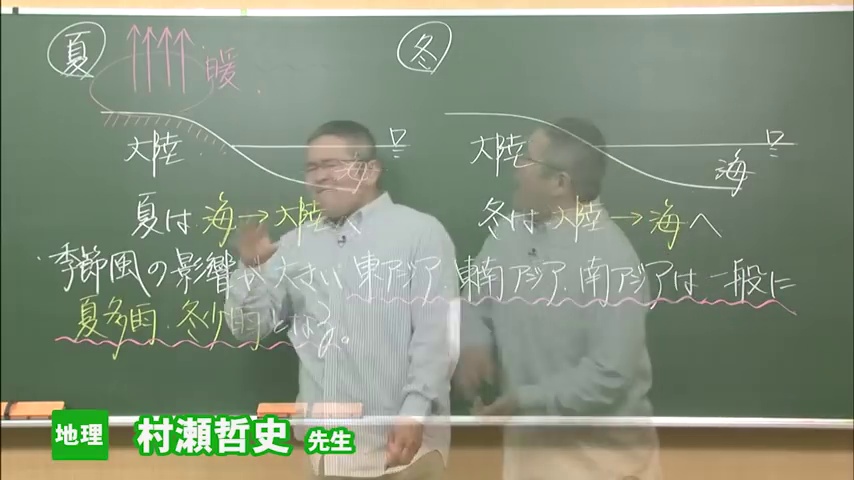 夏
冬
暖
大陸
海
大陸
海
夏は 海→大陸へ
冬は 大陸→海へ
季節風の影響が大きい東アジア.東南アジア.南アジアは一般に
夏多雨.冬少雨となる。
地理
村瀬哲史 先生